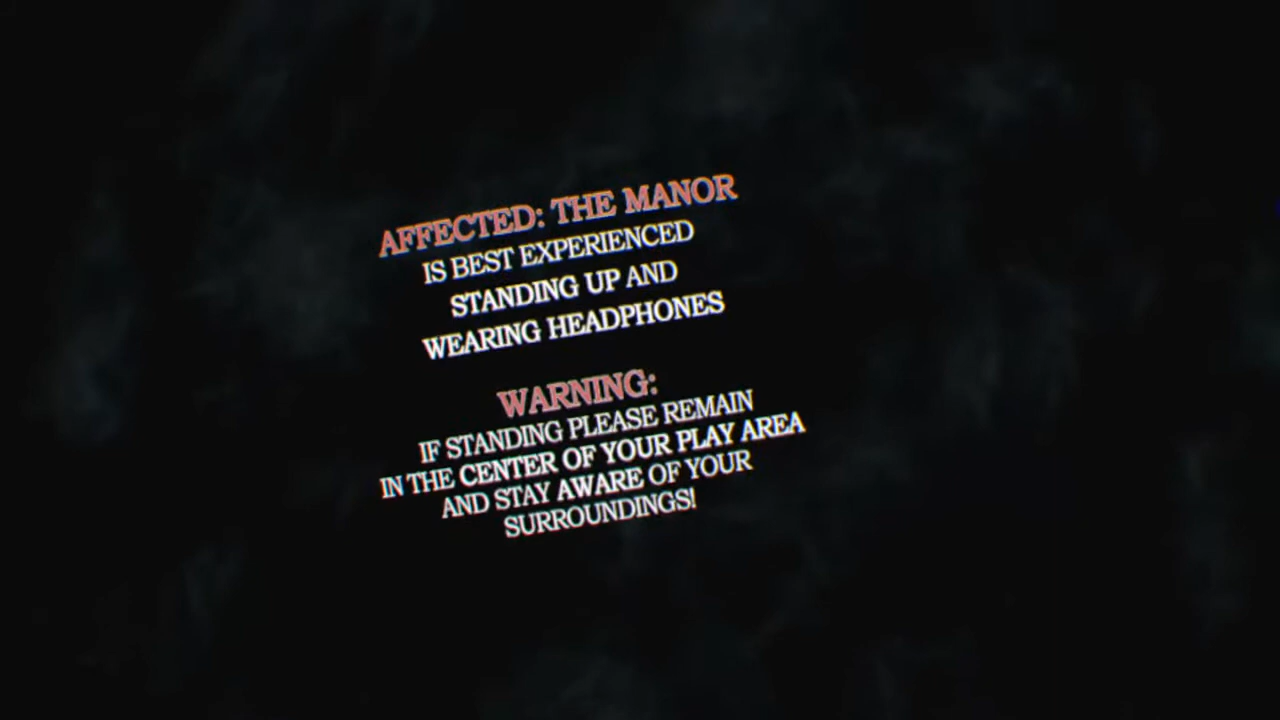 AFFECTED: THE MANOR
IS BEST EXPERIENCED
STANDING UP AND
WEARING HEADPHONES
WARNING:
IF STANDING PLEASE REMAIN
IN THE CENTER OF YOUR PLAY AREA
AND STAY AWARE OF YOUR
SURROUNDINGS!